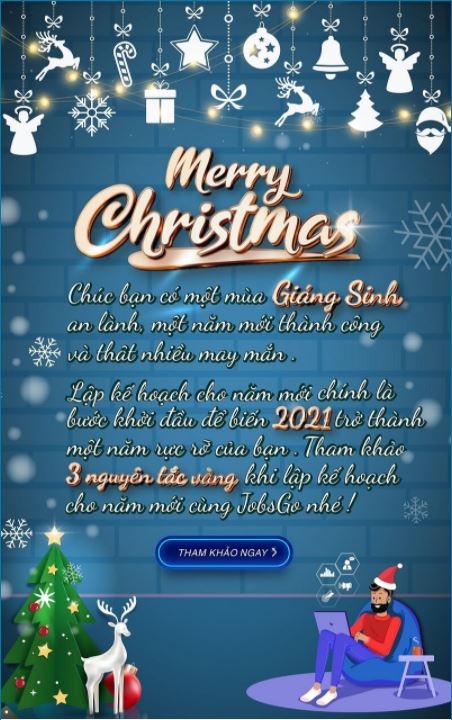 Merry
Christmas
Chúc bạn có một mùa Giáng Sinh
an lành, một năm mới thành công
và thật nhiều may mắn .
Lập kế hoạch cho năm mới chính là
bước khởi đầu để biến 2021 trở thành
một năm rực rỡ của bạn . Tham khảo
3 nguyên tắc vàng khi lập kế hoạch
cho năm mới cùng JobsGo nhé !
THAM KHẢO NGAY